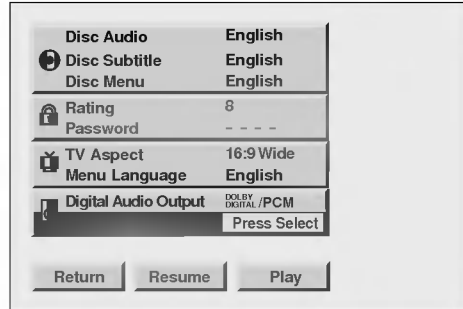 Disc Audio English
Disc Subtitle English
Disc Menu English
Rating 8
Password - - - -
TV Aspect 16:9 Wide
Menu Language English
Digital Audio Output DOLBY DIGITAL /PCM
Press Select
Return Resume Play